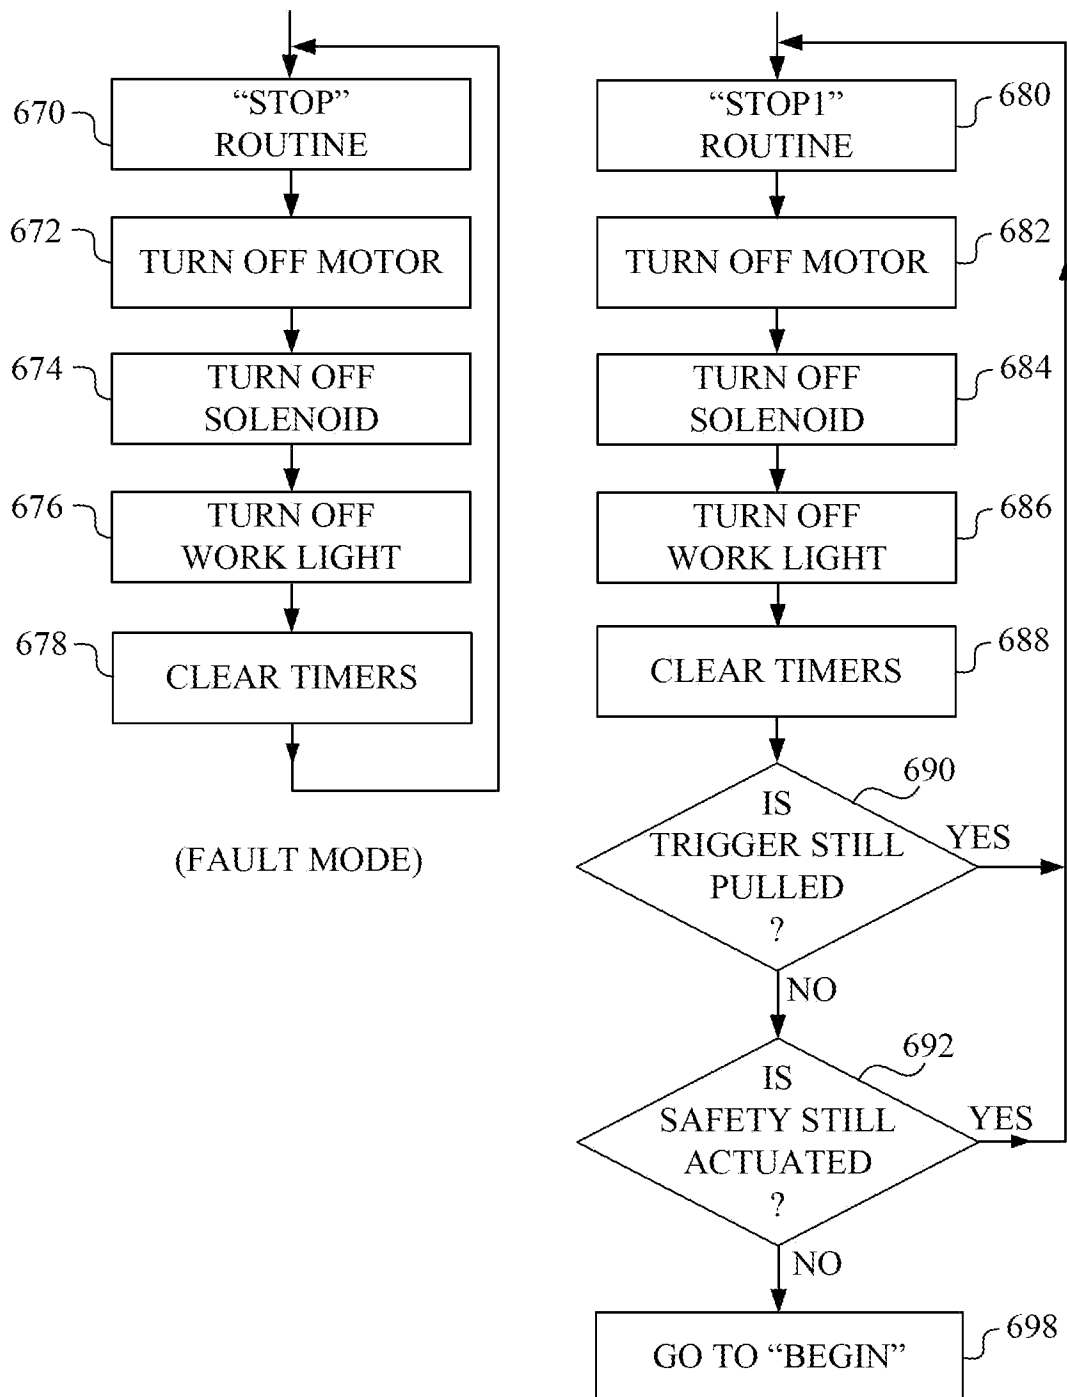 670
“STOP”
ROUTINE
672
TURN OFF MOTOR
674
TURN OFF
SOLENOID
676
TURN OFF
WORK LIGHT
678
CLEAR TIMERS
(FAULT MODE)
“STOP1”
ROUTINE
680
TURN OFF MOTOR
682
TURN OFF
SOLENOID
684
TURN OFF
WORK LIGHT
686
CLEAR TIMERS
688
690
IS
TRIGGER STILL
PULLED
?
YES
NO
692
IS
SAFETY STILL
ACTUATED
?
YES
NO
GO TO “BEGIN”
698